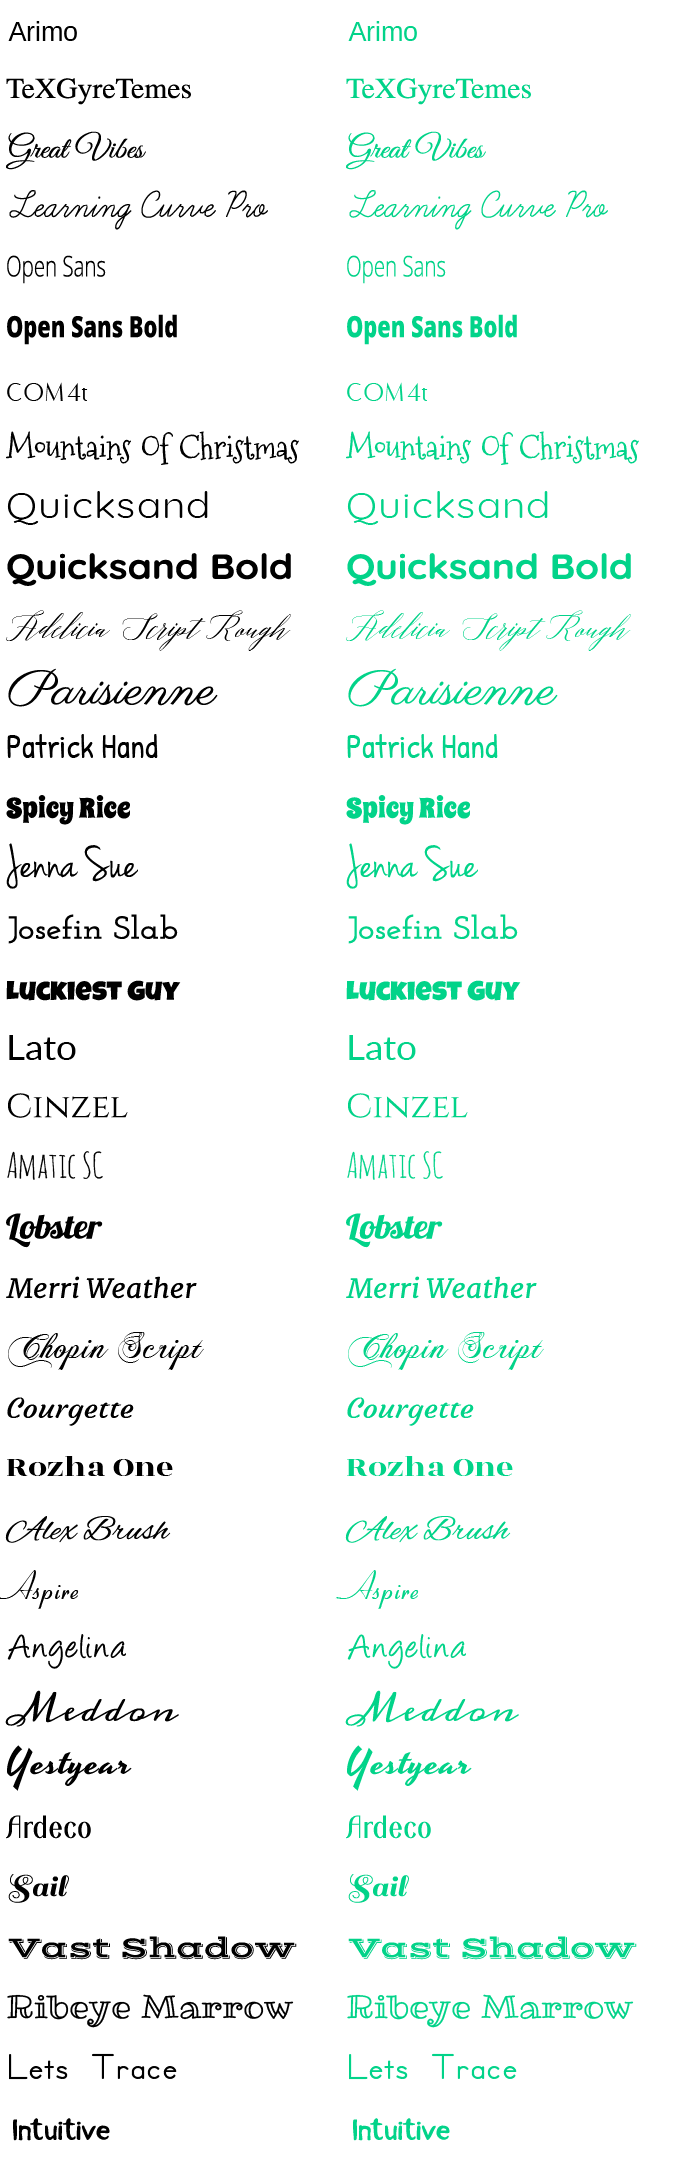 Arimo Arimo
TeXGyreTemes TeXGyreTemes
Great Vibes Great Vibes
Learning Curve Pro Learning Curve Pro
Open Sans Open Sans
Open Sans Bold Open Sans Bold
COM4t COM4t
Mountains Of Christmas Mountains Of Christmas
Quicksand Quicksand
Quicksand Bold Quicksand Bold
Adelicia Script Rough Adelicia Script Rough
Parisienne Parisienne
Patrick Hand Patrick Hand
Spicy Rice Spicy Rice
Jenna Sue Jenna Sue
Josefin Slab Josefin Slab
Luckiest Guy Luckiest Guy
Lato Lato
Cinzel Cinzel
Amatic SC Amatic SC
Lobster Lobster
Merri Weather Merri Weather
Chopin Script Chopin Script
Courgette Courgette
Rozha One Rozha One
Alex Brush Alex Brush
Aspire Aspire
Angelina Angelina
Meddon Meddon
Yestyear Yestyear
Ardeco Ardeco
Sail Sail
Vast Shadow Vast Shadow
Ribeye Marrow Ribeye Marrow
Lets Trace Lets Trace
Intuitive Intuitive